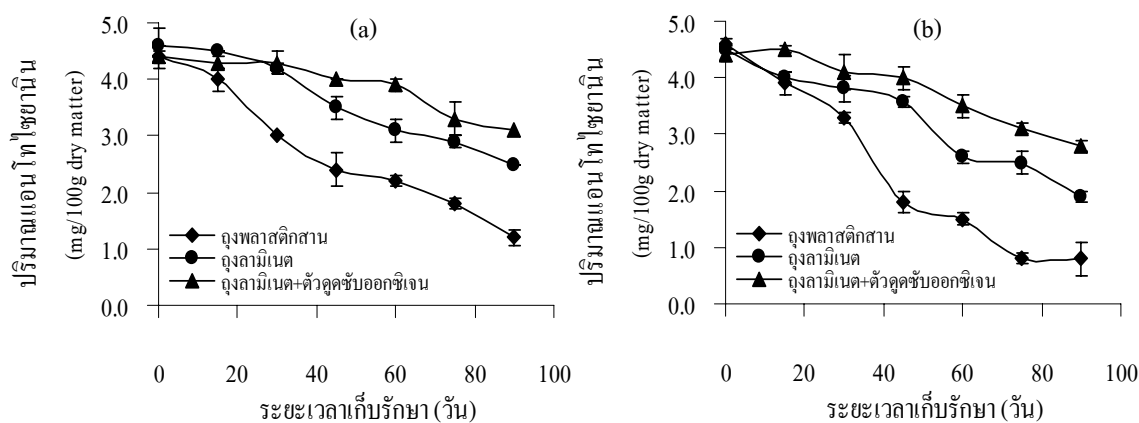 (a)
ปริมาณแอนโทไซยานิน
(mg/100g dry matter)
5.0
4.0
3.0
2.0
1.0
0.0
ถุงพลาสติกสาน
ถุงลามิเนต
ถุงลามิเนต+ตัวดูดซับออกซิเจน
0 20 40 60 80 100
ระยะเวลาเก็บรักษา (วัน)
(b)
ปริมาณแอนโทไซยานิน
(mg/100g dry matter)
5.0
4.0
3.0
2.0
1.0
0.0
ถุงพลาสติกสาน
ถุงลามิเนต
ถุงลามิเนต+ตัวดูดซับออกซิเจน
0 20 40 60 80 100
ระยะเวลาเก็บรักษา (วัน)